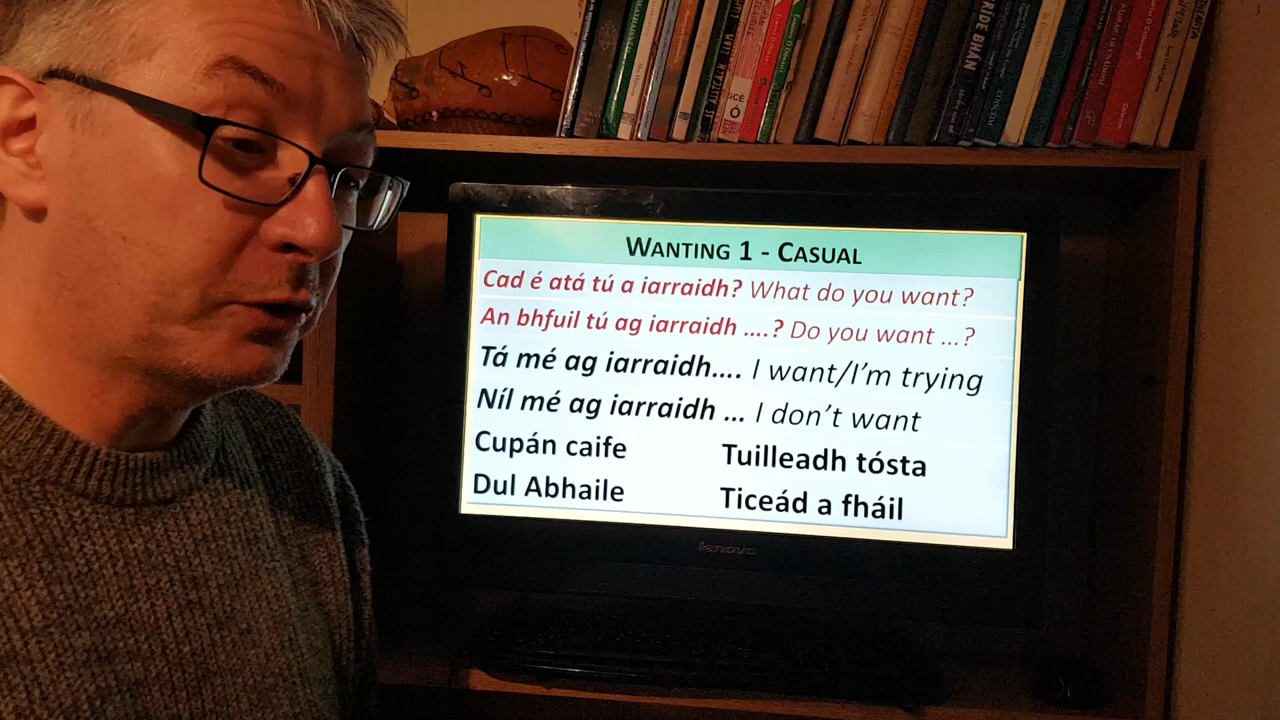 WANTING 1 - CASUAL
Cad é atá tú a iarraidh? What do you want?
An bhfuil tú ag iarraidh ....? Do you want ...?
Tá mé ag iarraidh.... I want/I'm trying
Níl mé ag iarraidh ... I don't want
Cupán caife Tuilleadh tósta
Dul Abhaile Ticeád a fháil
lenovo